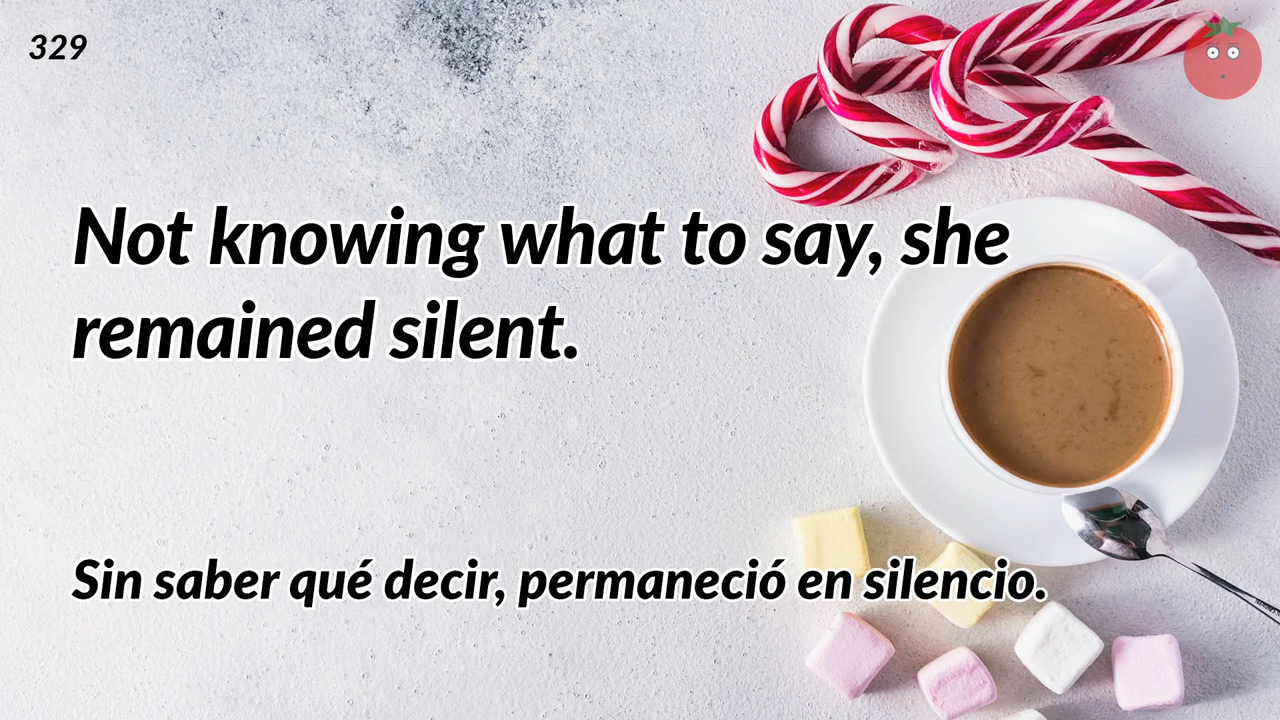 329
Not knowing what to say, she
remained silent.
Sin saber qué decir, permaneció en silencio.